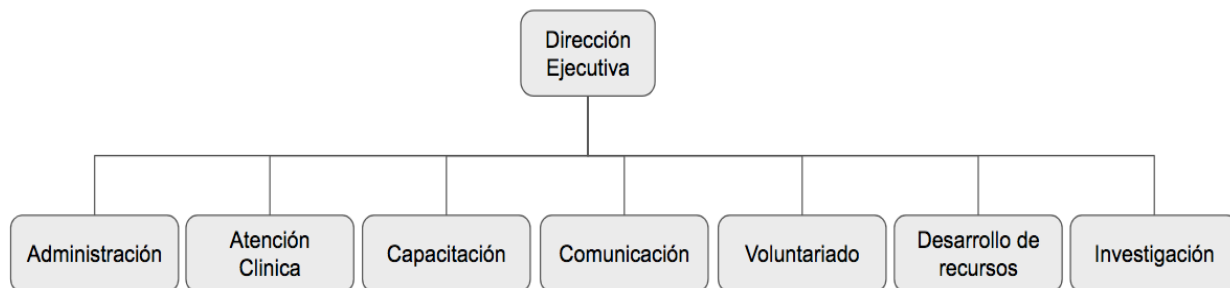 Dirección
Ejecutiva
Administración
Atención
Clinica
Capacitación
Comunicación
Voluntariado
Desarrollo de
recursos
Investigación